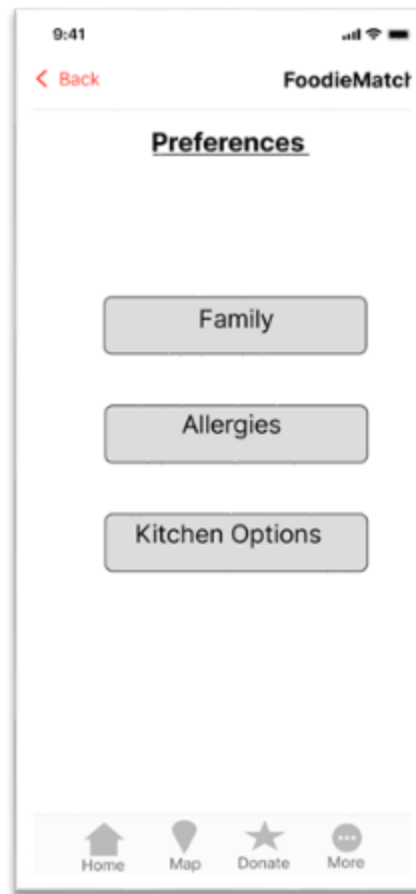 9:41
Back
FoodieMatch
Preferences
Family
Allergies
Kitchen Options
Home
Map
Donate
More